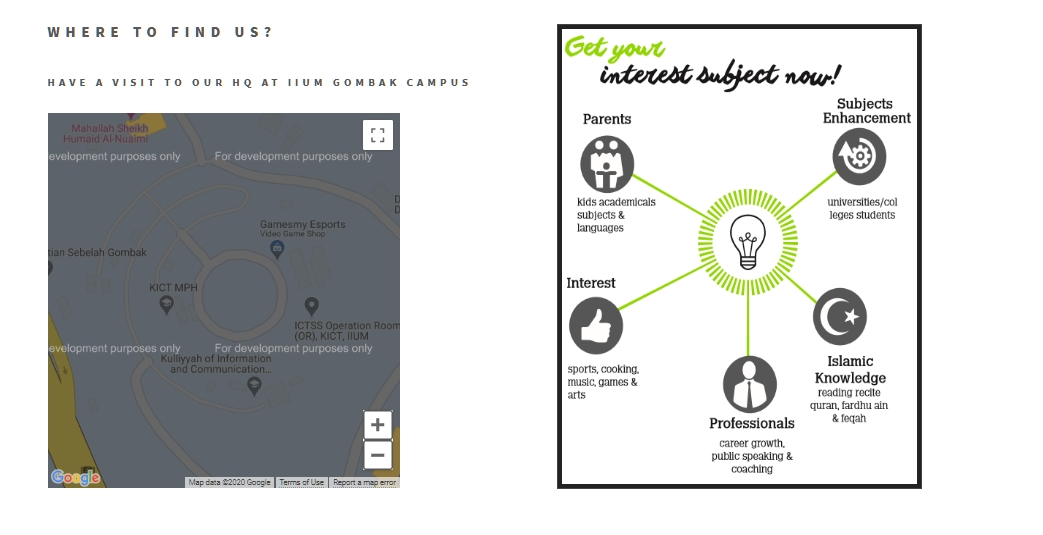 WHERE TO FIND US?
HAVE A VISIT TO OUR HQ AT IIUM GOMBAK CAMPUS
Mahallah Sheikh
Humaid Al-Nuaimi
evelopment purposes only
For development purposes only
D
D
Gamesmy Esports
Video Game Shop
tian Sebelah Gombak
KICT MPH
ICTSS Operation Room
(OR), KICT, IIUM
evelopment purposes only
For development purposes only
Kulliyyah of Information
and Communication...
Google
Map data ©2020 Google
Terms of Use
Report a map error
Get your
interest subject now!
Parents
kids academicals
subjects &
languages
Subjects
Enhancement
universities/col
leges students
Interest
sports, cooking,
music, games &
arts
Islamic
Knowledge
reading recite
quran, fardhu ain
& feqah
Professionals
career growth,
public speaking &
coaching